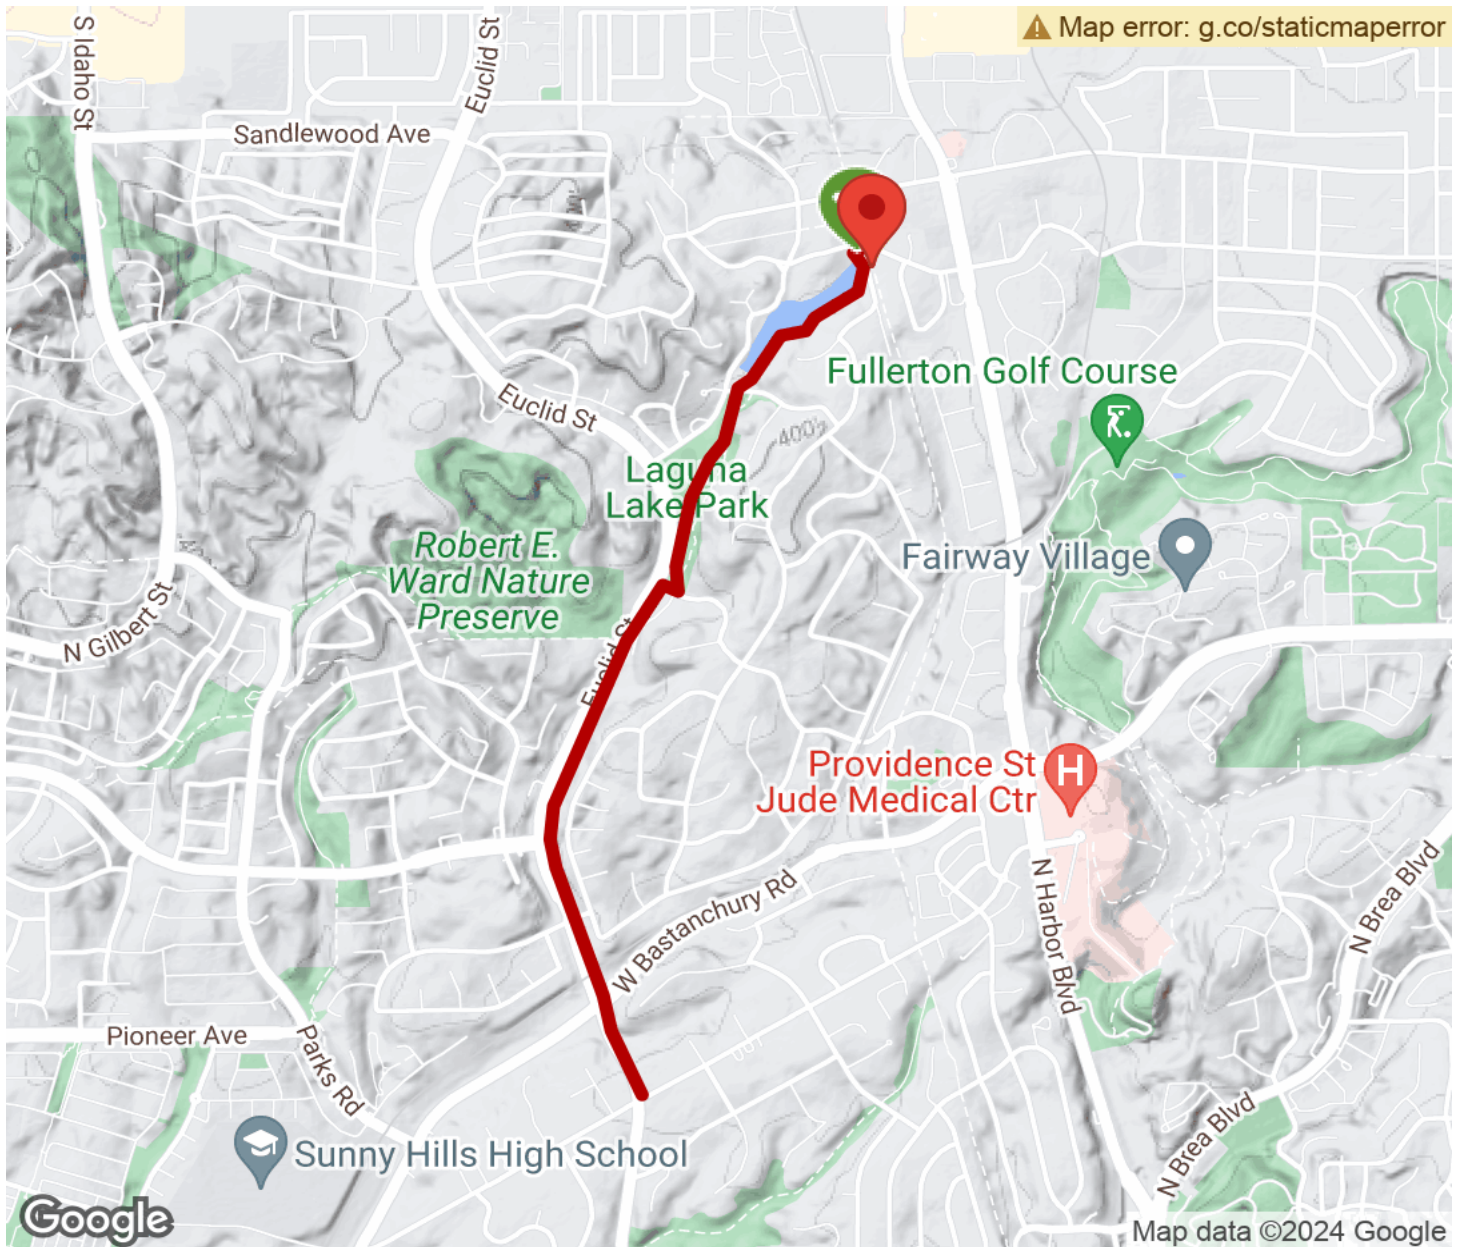 Map error: g.co/staticmaperror
S Idaho St
Euclid St
Sandlewood Ave
Fullerton Golf Course
Euclid St
400
Laguna
Lake Park
Robert E.
Ward Nature
Preserve
Fairway Village
N Gilbert St
Euclid St
Providence St
Jude Medical Ctr
H
W Bastanchury Rd
N Harbor Blvd
N Brea Blvd
Pioneer Ave
Parks Rd
N Brea Blvd
Sunny Hills High School
Google
Map data ©2024 Google